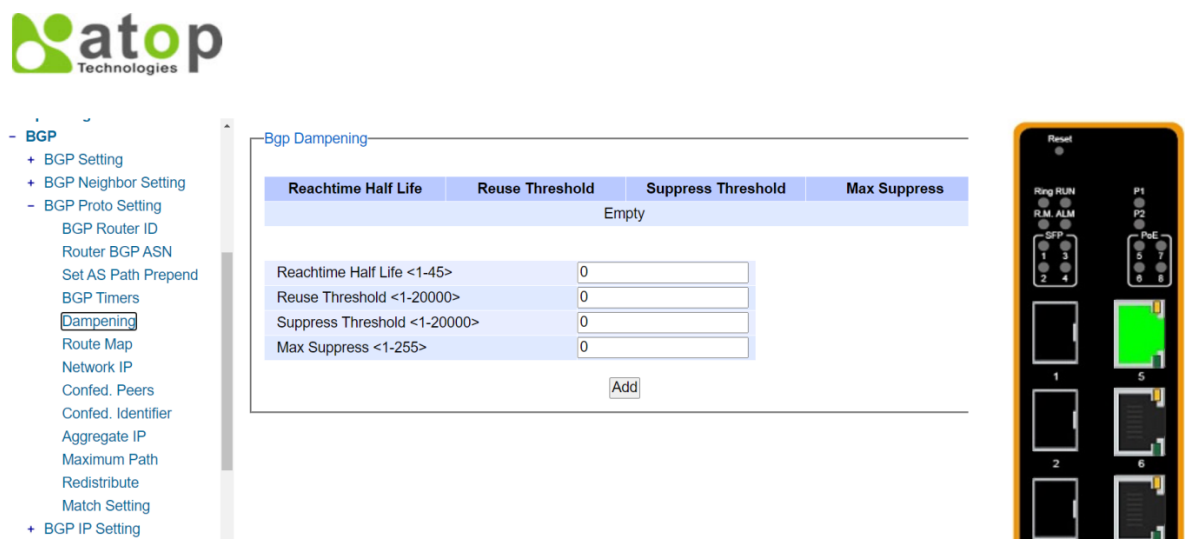 atop
Technologies
− BGP
+ BGP Setting
+ BGP Neighbor Setting
− BGP Proto Setting
BGP Router ID
Router BGP ASN
Set AS Path Prepend
BGP Timers
Dampening
Route Map
Network IP
Confed. Peers
Confed. Identifier
Aggregate IP
Maximum Path
Redistribute
Match Setting
+ BGP IP Setting
Bgp Dampening
Reachtime Half Life Reuse Threshold Suppress Threshold Max Suppress
Empty
Reachtime Half Life <1-45> 0
Reuse Threshold <1-20000> 0
Suppress Threshold <1-20000> 0
Max Suppress <1-255> 0
Add
Reset
Ring RUN P1
R.M. ALM P2
SFP PoE
1 3 5 7
2 4 6 8
1 5
2 6